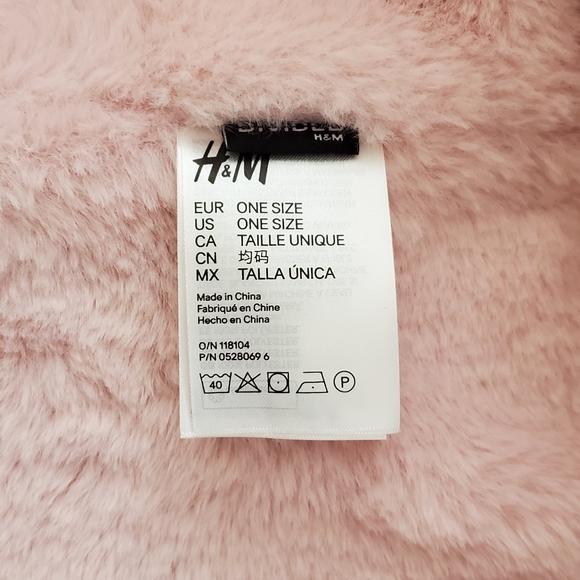 DIVIDED
H&M
H&M
EUR ONE SIZE
US ONE SIZE
CA TAILLE UNIQUE
CN 均码
MX TALLA ÚNICA
Made in China
Fabriqué en Chine
Hecho en China
O/N 118104
P/N 0528069 6
40 P